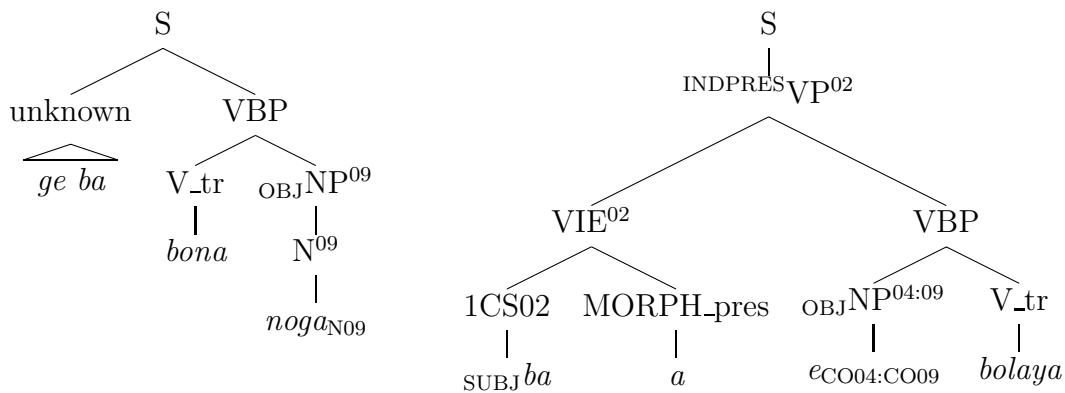 S
unknown VBP
ge ba V_tr OBJNP09
bona N09
nogaN09
S
INDPRESVP02
VIE02 VBP
1CS02 MORPH_pres OBJNP04:09 V_tr
SUBJba a eCO04:CO09 bolaya